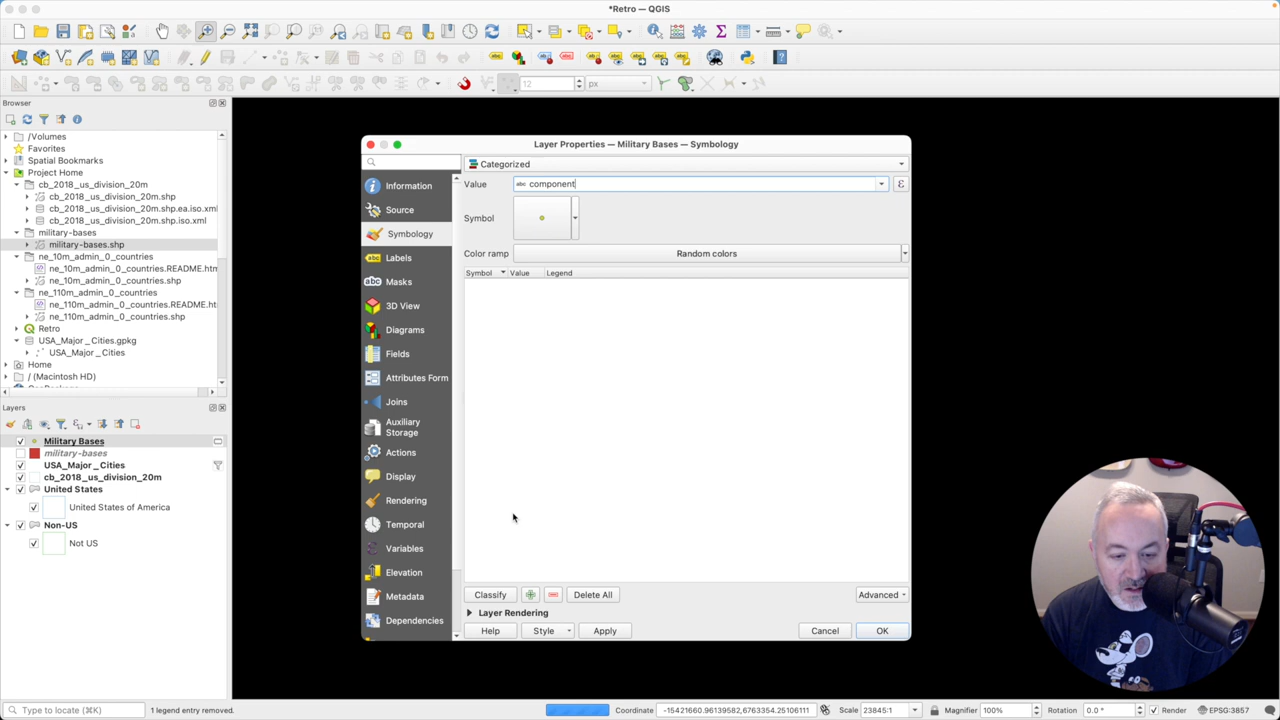 *Retro — QGIS
12
px
Browser
/Volumes
Favorites
Spatial Bookmarks
Project Home
cb_2018_us_division_20m
cb_2018_us_division_20m.shp
cb_2018_us_division_20m.shp.ea.iso.xml
cb_2018_us_division_20m.shp.iso.xml
military-bases
military-bases.shp
ne_10m_admin_0_countries
ne_10m_admin_0_countries.README.htm
ne_10m_admin_0_countries.shp
ne_110m_admin_0_countries
ne_110m_admin_0_countries.README.ht
ne_110m_admin_0_countries.shp
Retro
USA_Major_Cities.gpkg
USA_Major_Cities
Home
/ (Macintosh HD)
Layers
Military Bases
military-bases
USA_Major_Cities
cb_2018_us_division_20m
United States
United States of America
Non-US
Not US
Layer Properties — Military Bases — Symbology
Information
Source
Symbology
Labels
Masks
3D View
Diagrams
Fields
Attributes Form
Joins
Auxiliary
Storage
Actions
Display
Rendering
Temporal
Variables
Elevation
Metadata
Dependencies
Categorized
Value
abc component
ε
Symbol
Color ramp
Random colors
Symbol Value Legend
Classify
Delete All
Advanced
Layer Rendering
Help
Style
Apply
Cancel
OK
Type to locate (⌘K)
1 legend entry removed.
Coordinate -15421660.96139582,6763354.25106111
Scale 23845:1
Magnifier 100%
Rotation 0.0 °
Render
EPSG:3857